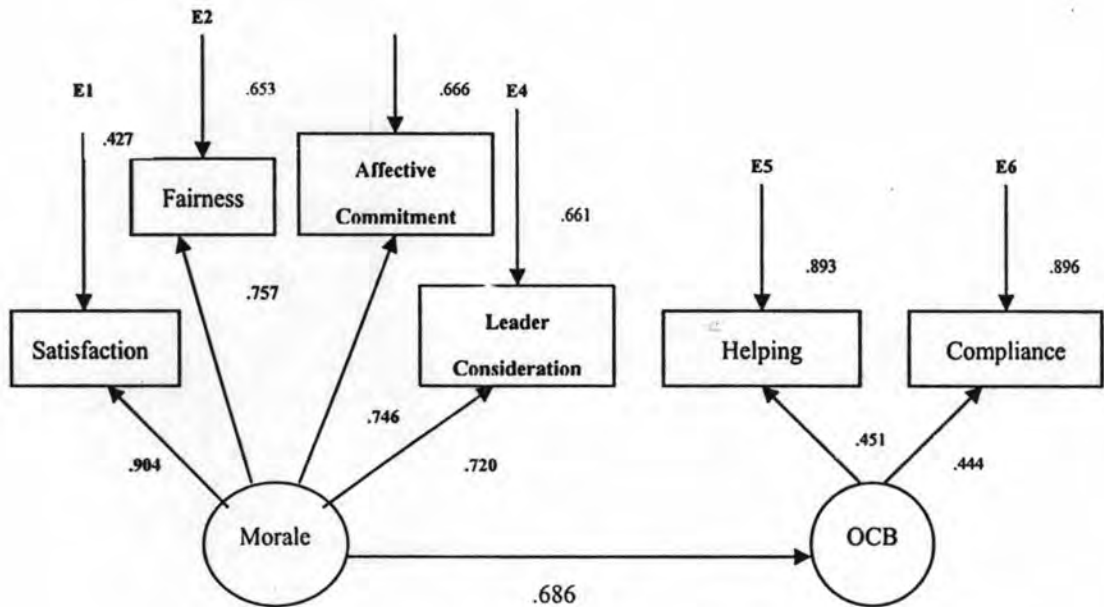 E2
E1
.653
.666
E4
.427
Affective
Commitment
Fairness
.661
E5
E6
.757
.893
.896
Satisfaction
Leader
Consideration
Helping
Compliance
.746
.904
.720
.451
.444
Morale
OCB
.686